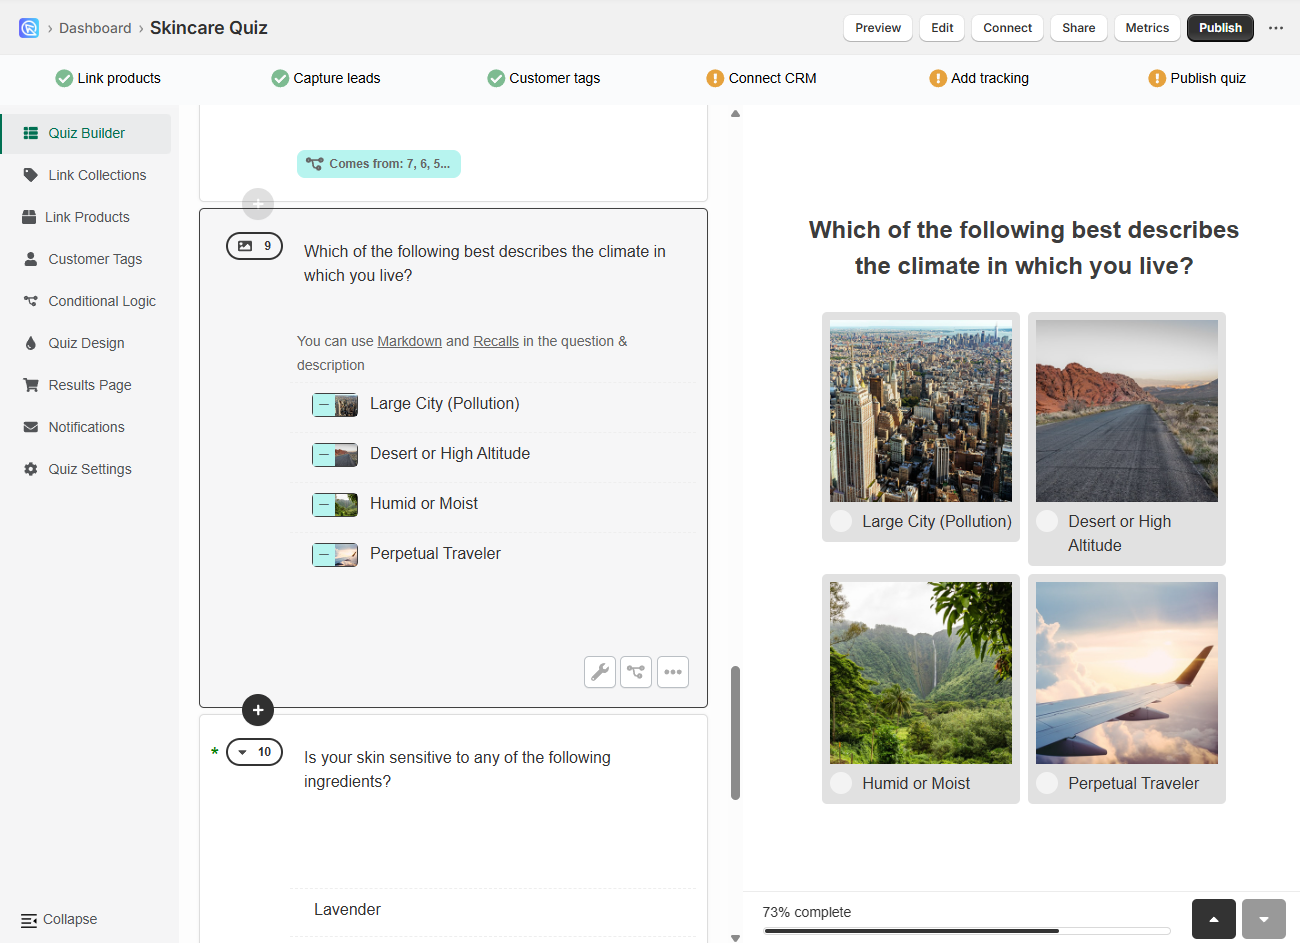 Dashboard
Skincare Quiz
Preview
Edit
Connect
Share
Metrics
Publish
Link products
Capture leads
Customer tags
Connect CRM
Add tracking
Publish quiz
Quiz Builder
Link Collections
Link Products
Customer Tags
Conditional Logic
Quiz Design
Results Page
Notifications
Quiz Settings
Collapse
Comes from: 7, 6, 5...
9
Which of the following best describes the climate in
which you live?
You can use Markdown and Recalls in the question &
description
Large City (Pollution)
Desert or High Altitude
Humid or Moist
Perpetual Traveler
*
10
Is your skin sensitive to any of the following
ingredients?
Lavender
Which of the following best describes
the climate in which you live?
Large City (Pollution)
Desert or High
Altitude
Humid or Moist
Perpetual Traveler
73% complete